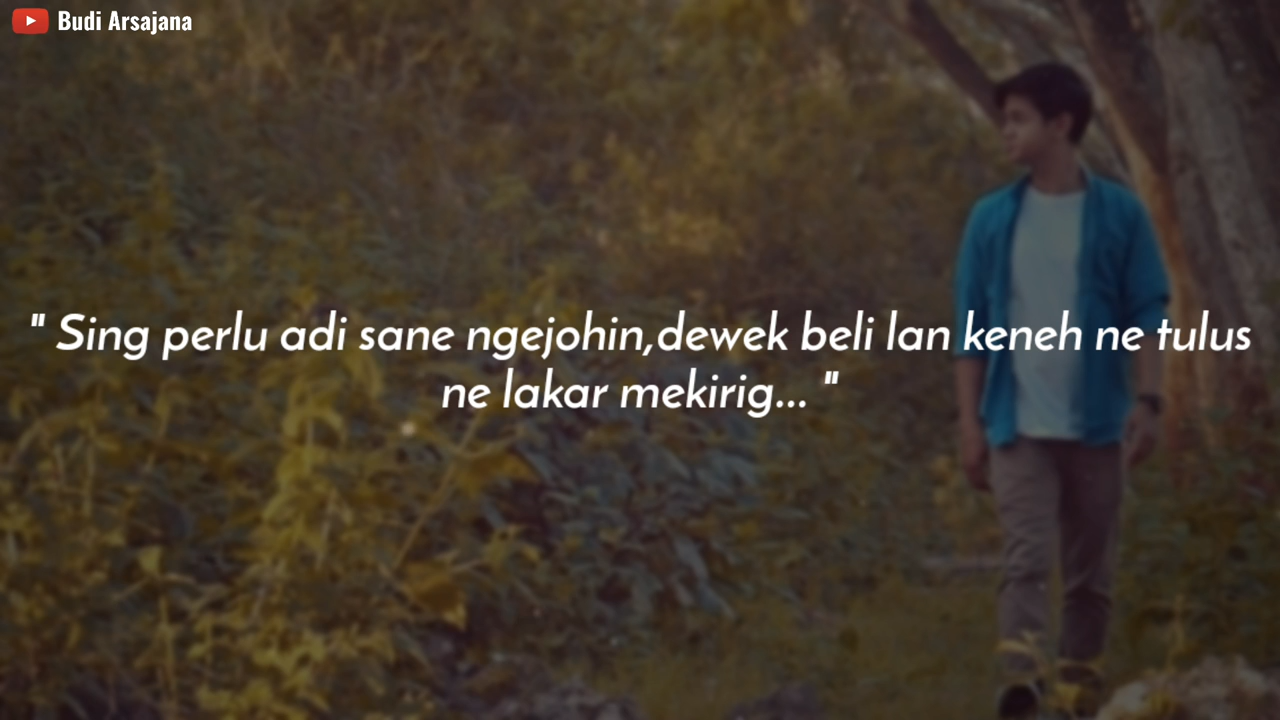 Budi Arsajana
" Sing perlu adi sane ngejohin,dewek beli lan keneh ne tulus
ne lakar mekirig... "